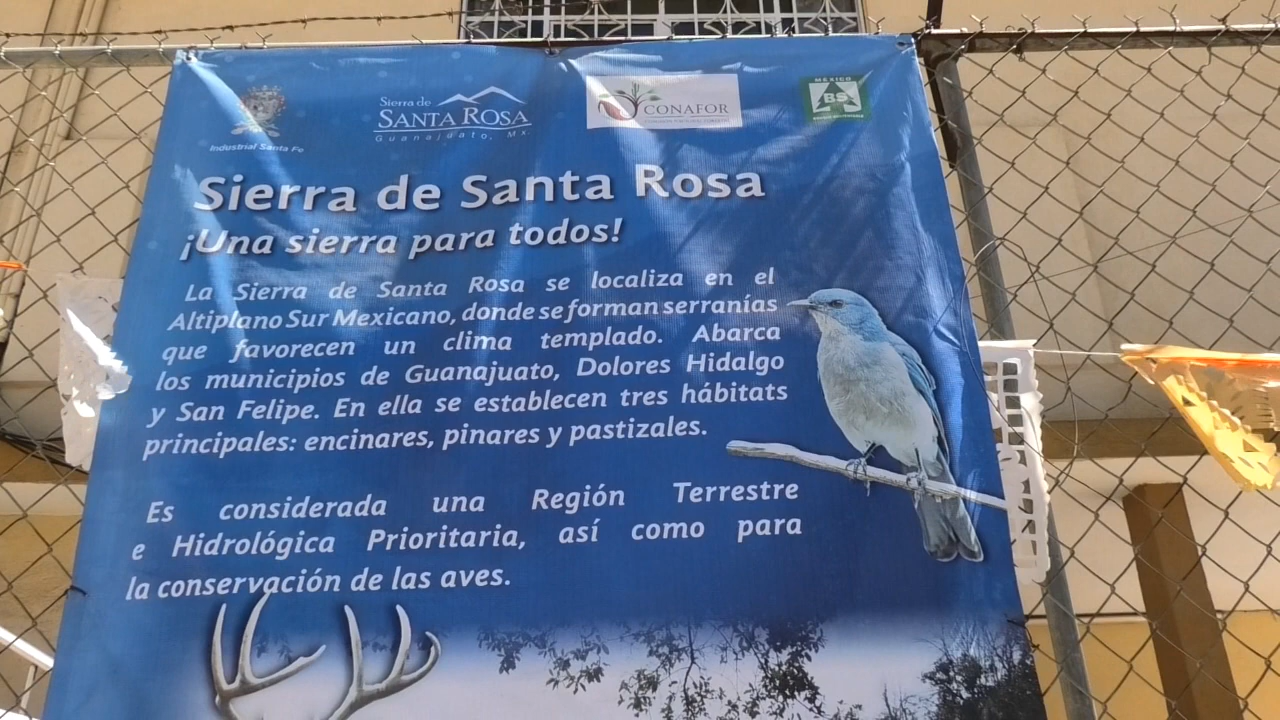 Industrial Santa Fe
Sierra de
SANTA ROSA
Guanajuato, Mx
CONAFOR
MÉXICO
BS
Sierra de Santa Rosa
¡Una sierra para todos!
La Sierra de Santa Rosa se localiza en el
Altiplano Sur Mexicano, donde se forman serranías
que favorecen un clima templado. Abarca
los municipios de Guanajuato, Dolores Hidalgo
y San Felipe. En ella se establecen tres hábitats
principales: encinares, pinares y pastizales.
Es considerada una Región Terrestre
e Hidrológica Prioritaria, así como para
la conservación de las aves.